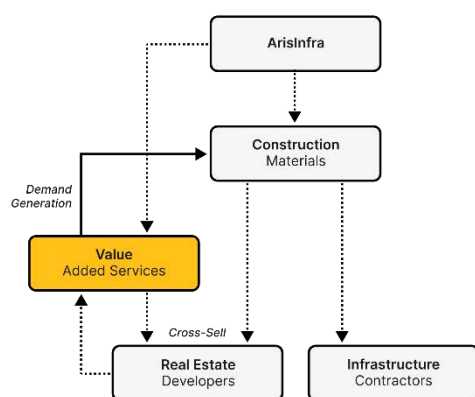 ArisInfra
Construction
Materials
Demand
Generation
Value
Added Services
Cross-Sell
Real Estate
Developers
Infrastructure
Contractors